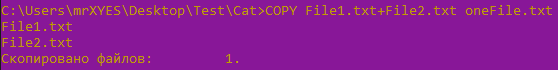 C:\Users\mrXYES\Desktop\Test\Cat>COPY File1.txt+File2.txt oneFile.txt
File1.txt
File2.txt
Скопировано файлов:         1.